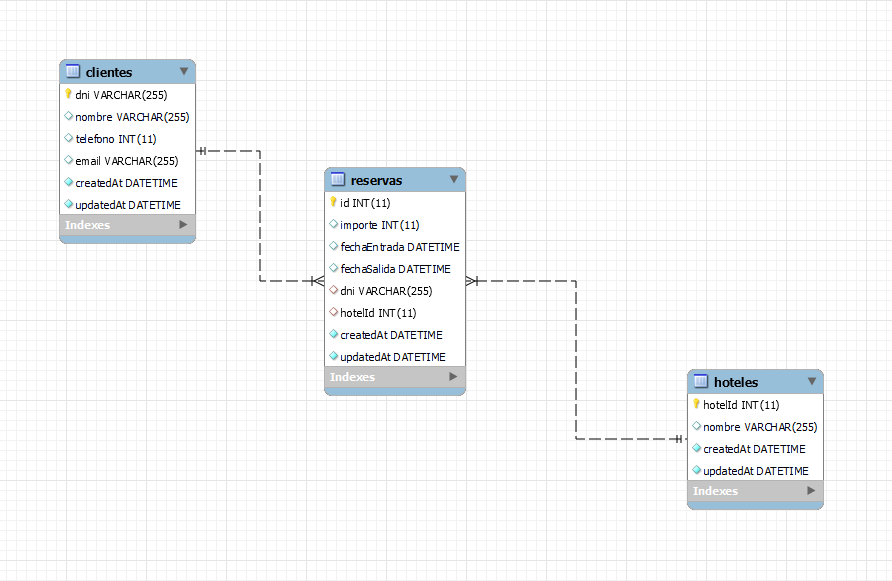 clientes
dni VARCHAR(255)
nombre VARCHAR(255)
telefono INT(11)
email VARCHAR(255)
createdAt DATETIME
updatedAt DATETIME
Indexes
reservas
id INT(11)
importe INT(11)
fechaEntrada DATETIME
fechaSalida DATETIME
dni VARCHAR(255)
hotelId INT(11)
createdAt DATETIME
updatedAt DATETIME
Indexes
hoteles
hotelId INT(11)
nombre VARCHAR(255)
createdAt DATETIME
updatedAt DATETIME
Indexes